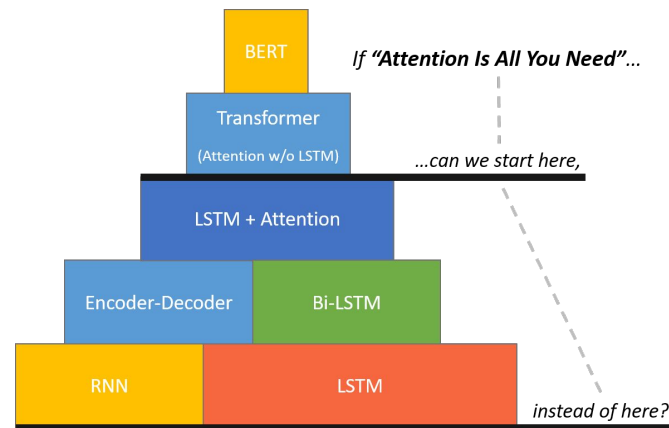 BERT
If “Attention Is All You Need”...
Transformer
(Attention w/o LSTM)
...can we start here,
LSTM + Attention
Encoder-Decoder
Bi-LSTM
RNN
LSTM
instead of here?